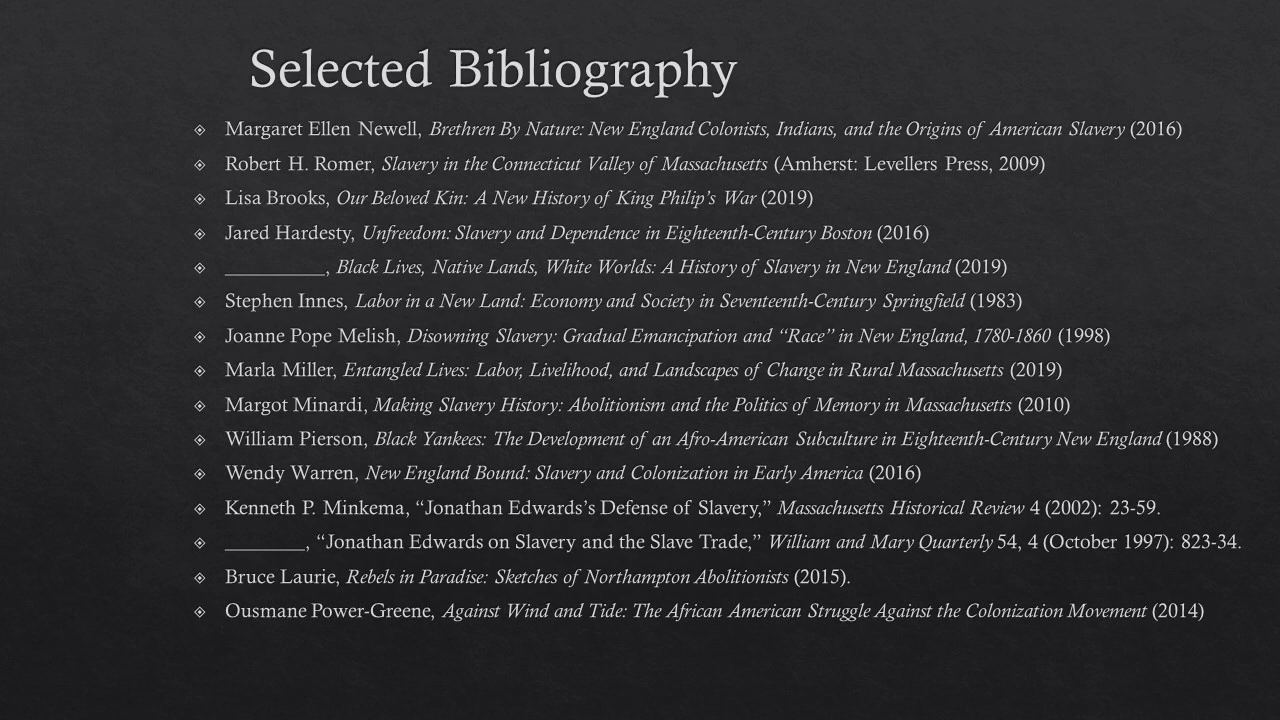 Selected Bibliography
Margaret Ellen Newell, Brethren By Nature: New England Colonists, Indians, and the Origins of American Slavery (2016)
Robert H. Romer, Slavery in the Connecticut Valley of Massachusetts (Amherst: Levellers Press, 2009)
Lisa Brooks, Our Beloved Kin: A New History of King Philip’s War (2019)
Jared Hardesty, Unfreedom: Slavery and Dependence in Eighteenth-Century Boston (2016)
__________, Black Lives, Native Lands, White Worlds: A History of Slavery in New England (2019)
Stephen Innes, Labor in a New Land: Economy and Society in Seventeenth-Century Springfield (1983)
Joanne Pope Melish, Disowning Slavery: Gradual Emancipation and “Race” in New England, 1780-1860 (1998)
Marla Miller, Entangled Lives: Labor, Livelihood, and Landscapes of Change in Rural Massachusetts (2019)
Margot Minardi, Making Slavery History: Abolitionism and the Politics of Memory in Massachusetts (2010)
William Pierson, Black Yankees: The Development of an Afro-American Subculture in Eighteenth-Century New England (1988)
Wendy Warren, New England Bound: Slavery and Colonization in Early America (2016)
Kenneth P. Minkema, “Jonathan Edwards’s Defense of Slavery,” Massachusetts Historical Review 4 (2002): 23-59.
________, “Jonathan Edwards on Slavery and the Slave Trade,” William and Mary Quarterly 54, 4 (October 1997): 823-34.
Bruce Laurie, Rebels in Paradise: Sketches of Northampton Abolitionists (2015).
Ousmane Power-Greene, Against Wind and Tide: The African American Struggle Against the Colonization Movement (2014)